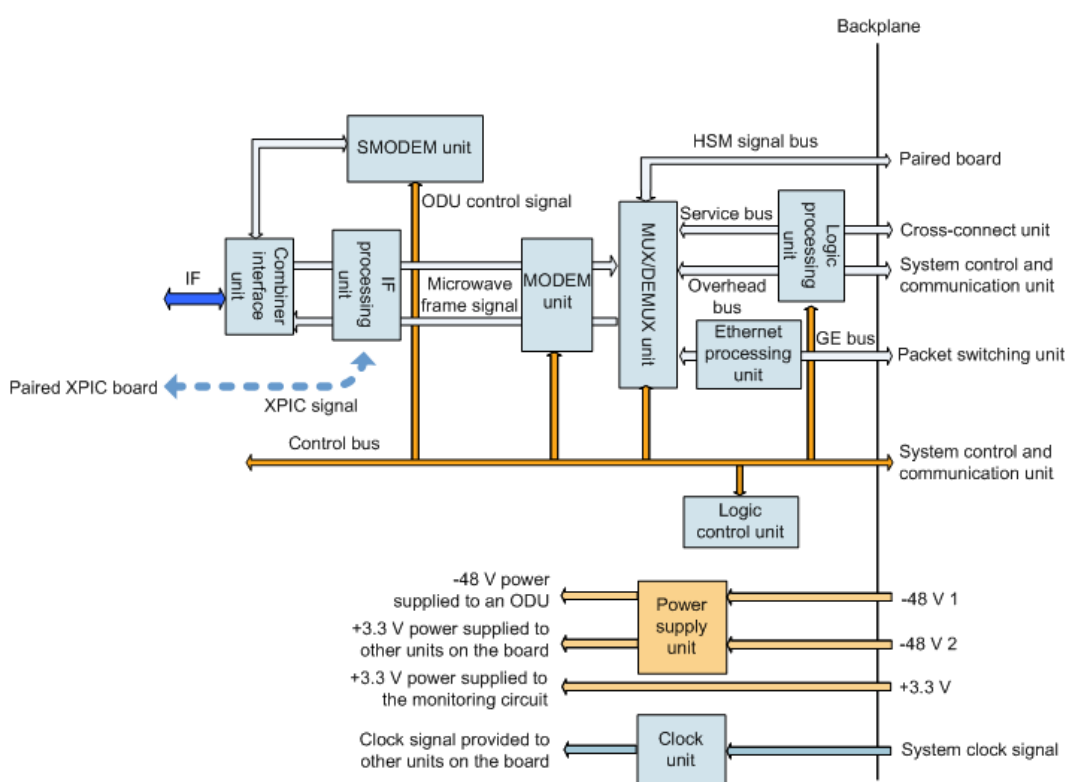 Backplane
HSM signal bus
SMODEM unit
Paired board
ODU control signal
Service bus
Logic
processing
unit
Cross-connect unit
Combiner
interface
unit
IF
processing
unit
MUX/DEMUX unit
IF
Microwave
frame signal
MODEM
unit
Overhead
bus
System control and
communication unit
Ethernet
processing
unit
GE bus
Packet switching unit
Paired XPIC board
XPIC signal
Control bus
System control and
communication unit
Logic
control unit
-48 V power
supplied to an ODU
Power
supply
unit
-48 V 1
+3.3 V power supplied to
other units on the board
-48 V 2
+3.3 V power supplied to
the monitoring circuit
+3.3 V
Clock signal provided to
other units on the board
Clock
unit
System clock signal